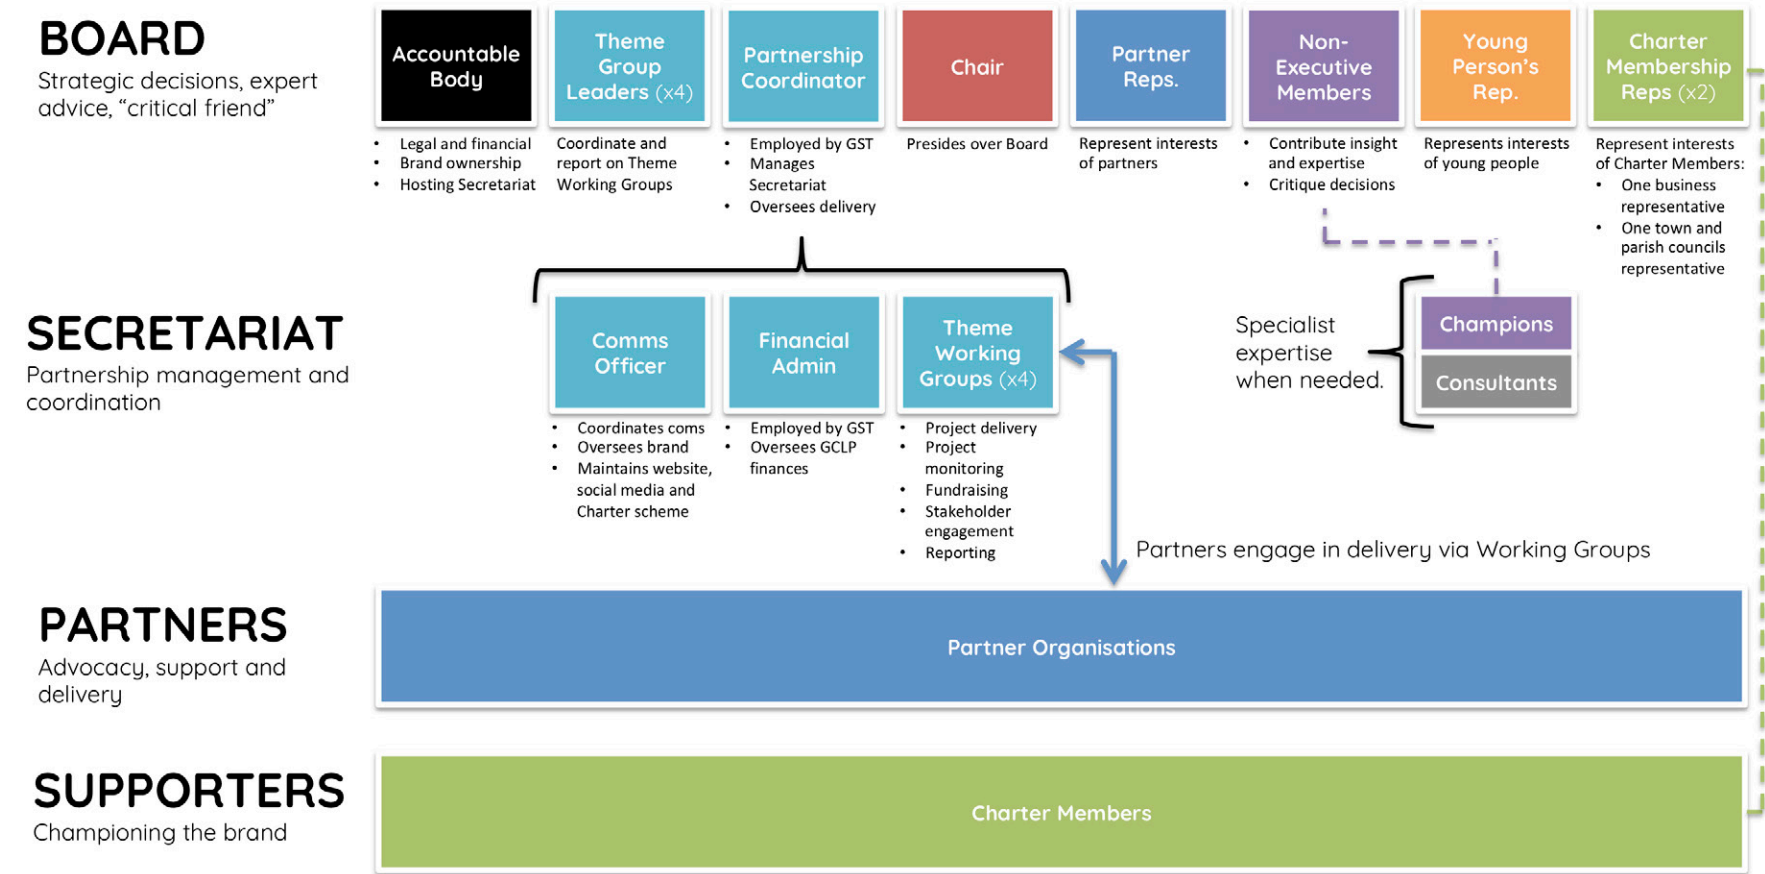 BOARD
Strategic decisions, expert
advice, “critical friend”
Accountable
Body
• Legal and financial
• Brand ownership
• Hosting Secretariat
Theme
Group
Leaders (x4)
Coordinate and
report on Theme
Working Groups
Partnership
Coordinator
• Employed by GST
• Manages
Secretariat
• Oversees delivery
Chair
Presides over Board
Partner
Reps.
Represent interests
of partners
Non-
Executive
Members
• Contribute insight
and expertise
• Critique decisions
Young
Person’s
Rep.
Represents interests
of young people
Charter
Membership
Reps (x2)
Represent interests
of Charter Members:
• One business
representative
• One town and
parish councils
representative
SECRETARIAT
Partnership management and
coordination
Comms
Officer
• Coordinates coms
• Oversees brand
• Maintains website,
social media and
Charter scheme
Financial
Admin
• Employed by GST
• Oversees GCLP
finances
Theme
Working
Groups (x4)
• Project delivery
• Project
monitoring
• Fundraising
• Stakeholder
engagement
• Reporting
Specialist
expertise
when needed.
Champions
Consultants
Partners engage in delivery via Working Groups
PARTNERS
Advocacy, support and
delivery
Partner Organisations
SUPPORTERS
Championing the brand
Charter Members